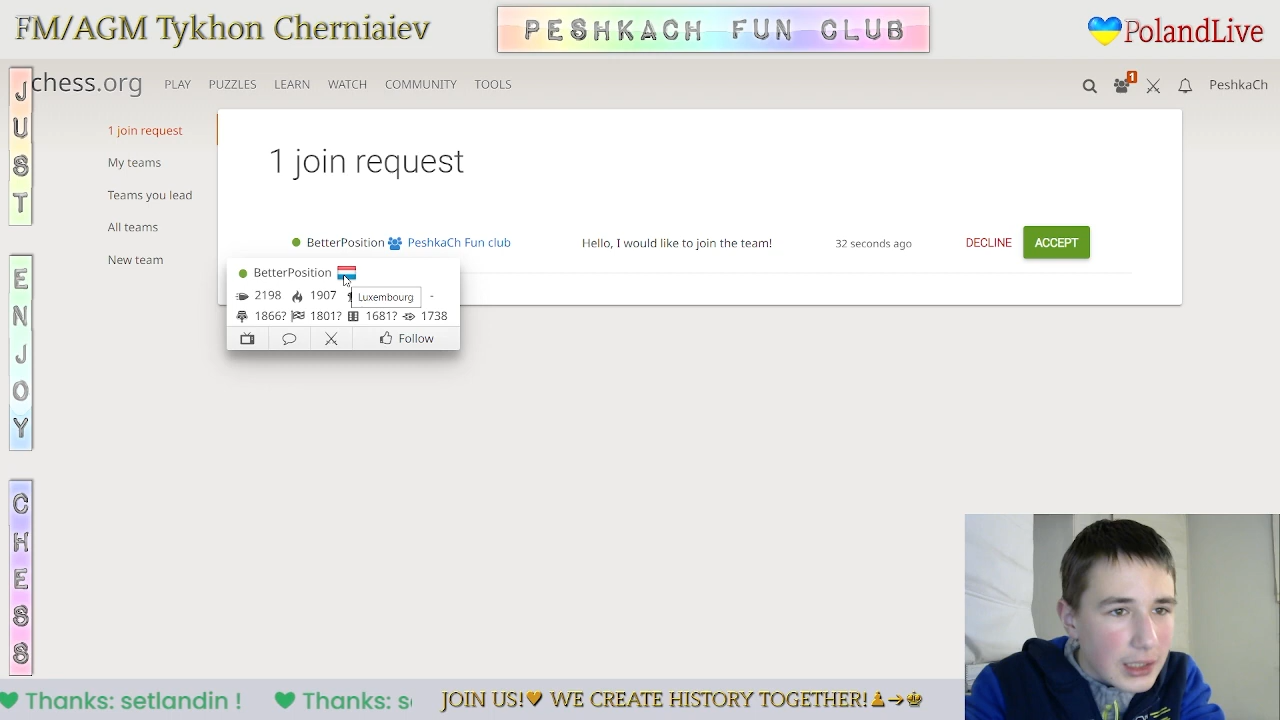 FM/AGM Tykhon Cherniaiev
PESHKACH FUN CLUB
PolandLive
JUST
ENJOY
CHESS
chess.org
PLAY
PUZZLES
LEARN
WATCH
COMMUNITY
TOOLS
1
PeshkaCh
1 join request
My teams
Teams you lead
All teams
New team
1 join request
BetterPosition PeshkaCh Fun club
Hello, I would like to join the team!
32 seconds ago
DECLINE
ACCEPT
BetterPosition
2198 1907 -
Luxembourg
1866? 1801? 1681? 1738
Follow
Thanks: setlandin ! Thanks: s
JOIN US! WE CREATE HISTORY TOGETHER!